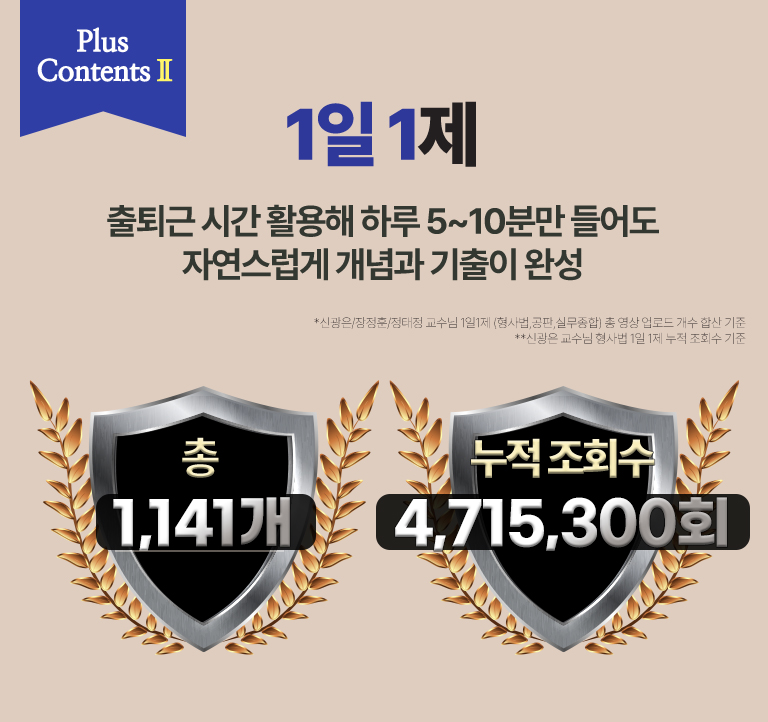 Plus
Contents Ⅱ
1일 1제
출퇴근 시간 활용해 하루 5~10분만 들어도
자연스럽게 개념과 기출이 완성
*신광은/장정훈/정태정 교수님 1일1제 (형사법,공판,실무종합) 총 영상 업로드 개수 합산 기준
**신광은 교수님 형사법 1일 1제 누적 조회수 기준
총
1,141개
누적 조회수
4,715,300회